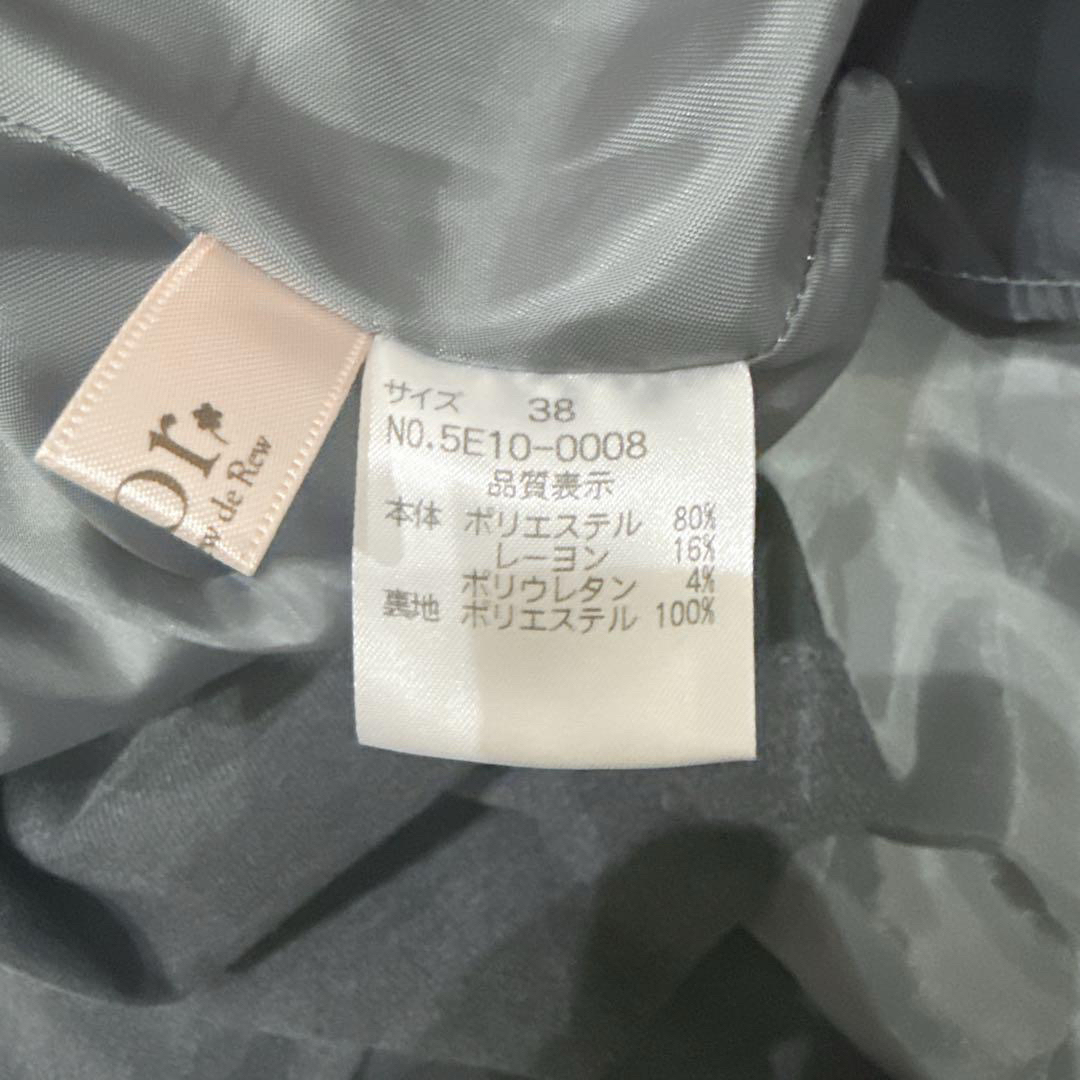 Or
w de Rew
サイズ 38
NO.5E10-0008
品質表示
本体 ポリエステル 80%
レーヨン 16%
ポリウレタン 4%
裏地 ポリエステル 100%